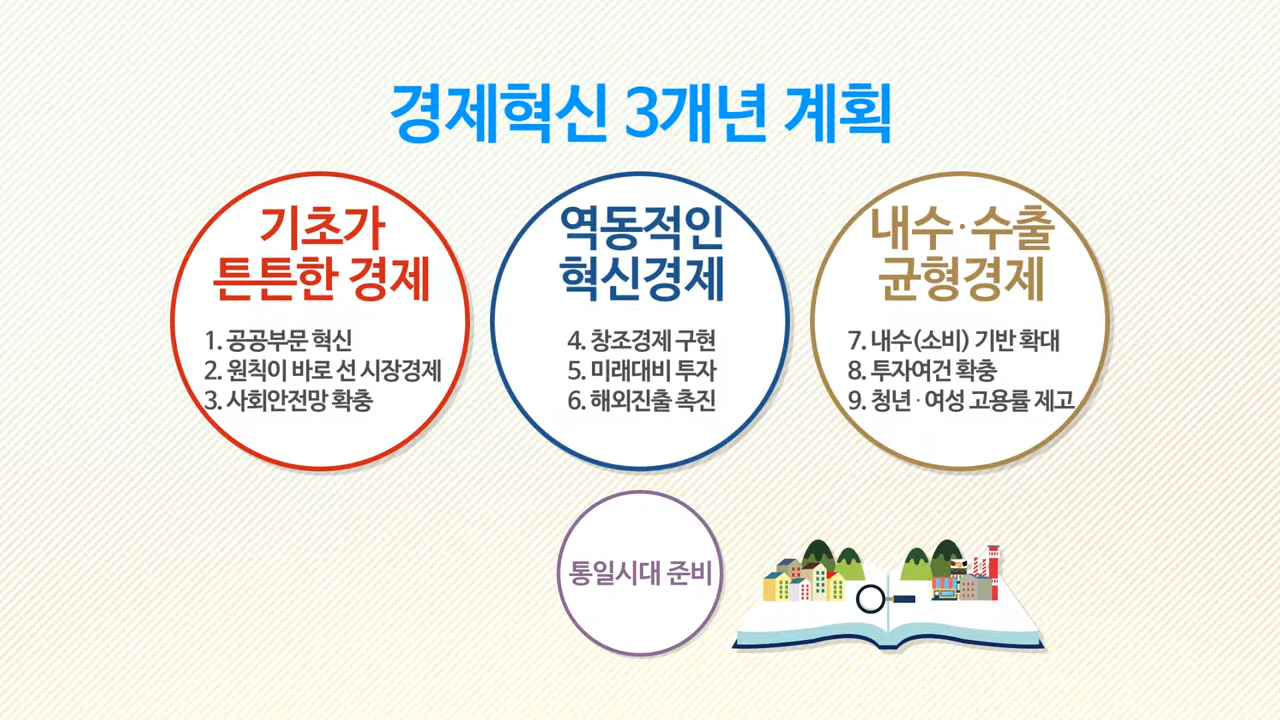 경제혁신 3개년 계획
기초가
튼튼한 경제
1. 공공부문 혁신
2. 원칙이 바로 선 시장경제
3. 사회안전망 확충
역동적인
혁신경제
4. 창조경제 구현
5. 미래대비 투자
6. 해외진출 촉진
내수·수출
균형경제
7. 내수(소비) 기반 확대
8. 투자여건 확충
9. 청년·여성 고용률 제고
통일시대 준비